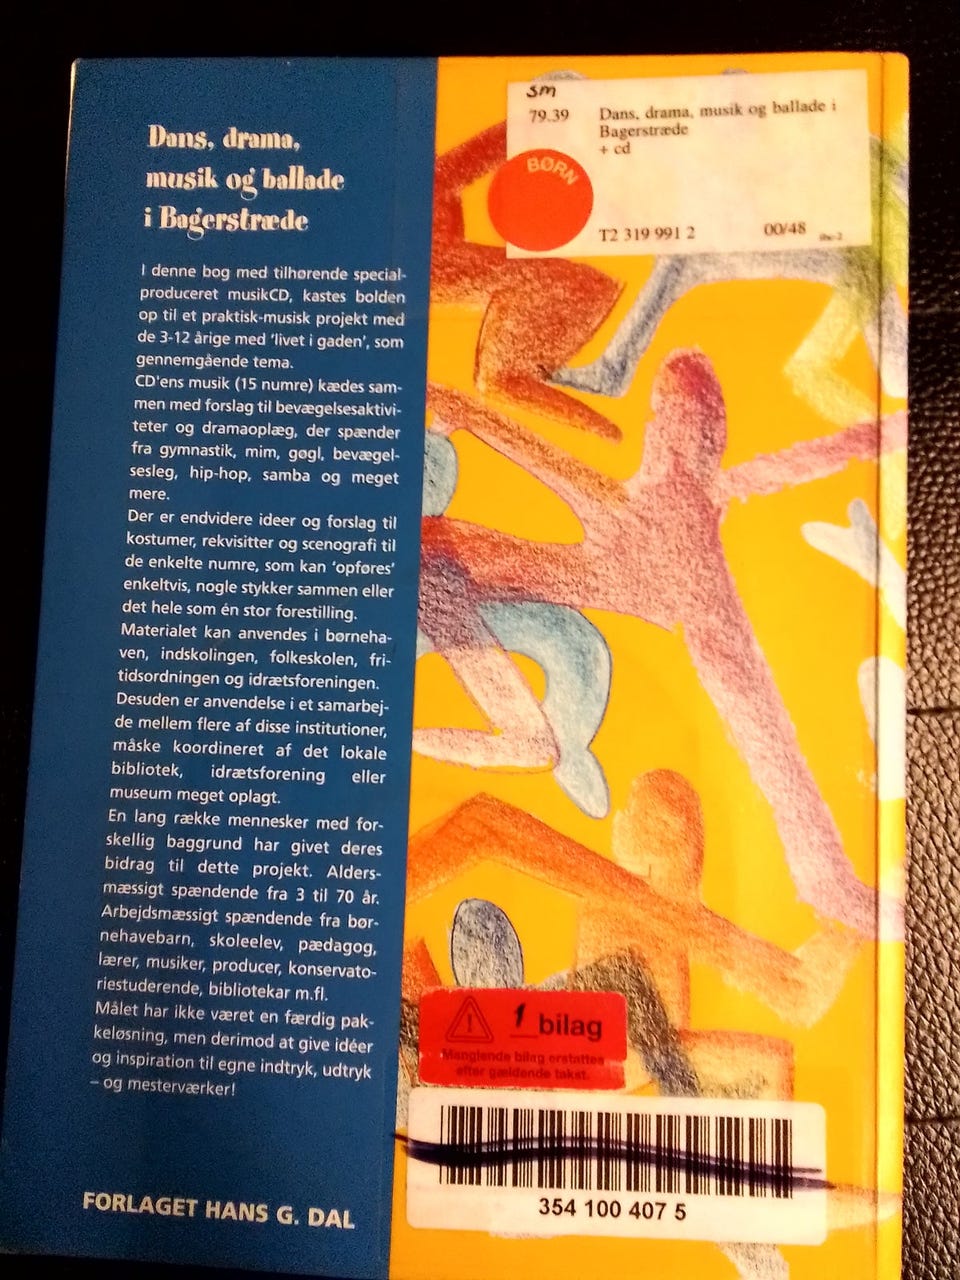 Dans, drama,
musik og ballade
i Bagerstræde
I denne bog med tilhørende special-
produceret musikCD, kastes bolden
op til et praktisk-musisk projekt med
de 3-12 årige med 'livet i gaden', som
gennemgående tema.
CD'ens musik (15 numre) kædes sam-
men med forslag til bevægelsesaktivi-
teter og dramaoplæg, der spænder
fra gymnastik, mim, gøgl, bevægel-
sesleg, hip-hop, samba og meget
mere.
Der er endvidere ideer og forslag til
kostumer, rekvisitter og scenografi til
de enkelte numre, som kan 'opføres'
enkeltvis, nogle stykker sammen eller
det hele som én stor forestilling.
Materialet kan anvendes i børneha-
ven, indskolingen, folkeskolen, fri-
tidsordningen og idrætsforeningen.
Desuden er anvendelse i et samarbej-
de mellem flere af disse institutioner,
måske koordineret af det lokale
bibliotek, idrætsforening eller
museum meget oplagt.
En lang række mennesker med for-
skellig baggrund har givet deres
bidrag til dette projekt. Alders-
mæssigt spændende fra 3 til 70 år.
Arbejdsmæssigt spændende fra bør-
nehavebarn, skoleelev, pædagog,
lærer, musiker, producer, konservato-
riestuderende, bibliotekar m.fl.
Målet har ikke været en færdig pak-
keløsning, men derimod at give idéer
og inspiration til egne indtryk, udtryk
– og mesterværker!
FORLAGET HANS G. DAL
sm
79.39 Dans, drama, musik og ballade i
Bagerstræde
+ cd
BØRN
T2 319 991 2 00/48
1 bilag
Manglende bilag erstattes
efter gældende takst.
354 100 407 5